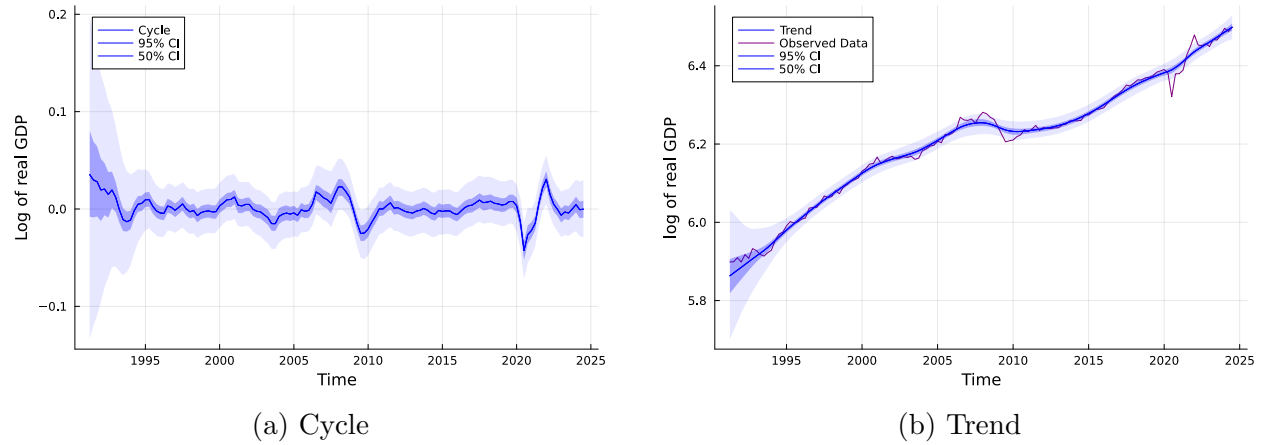 0.2
0.1
0.0
−0.1
Log of real GDP
Cycle
95% CI
50% CI
1995 2000 2005 2010 2015 2020 2025
Time
(a) Cycle
6.4
6.2
6.0
5.8
log of real GDP
Trend
Observed Data
95% CI
50% CI
1995 2000 2005 2010 2015 2020 2025
Time
(b) Trend